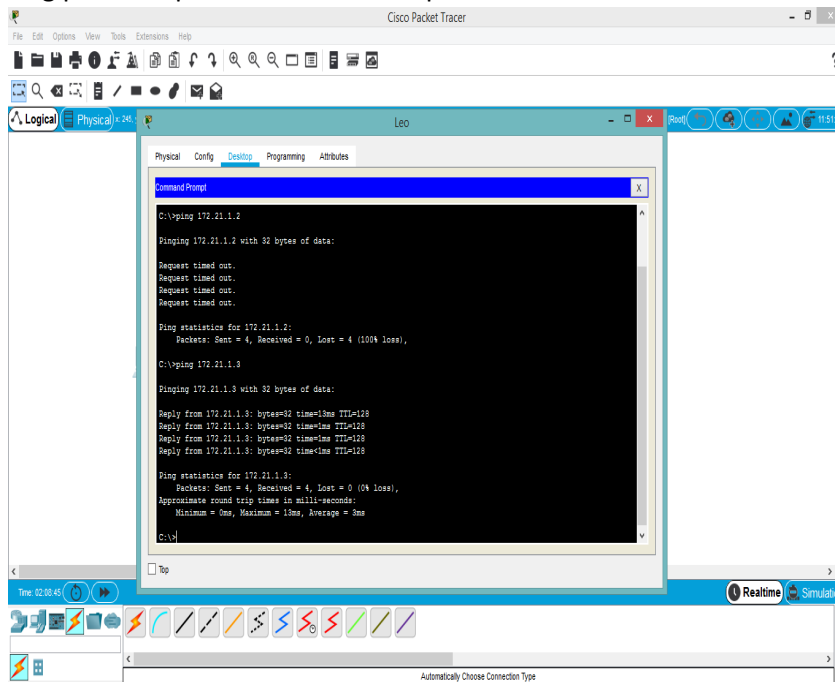 Cisco Packet Tracer
File Edit Options View Tools Extensions Help
Logical Physical x: 245,
Leo
[Root]
11:51:
Physical Config Desktop Programming Attributes
Command Prompt
X
C:\>ping 172.21.1.2
Pinging 172.21.1.2 with 32 bytes of data:
Request timed out.
Request timed out.
Request timed out.
Request timed out.
Ping statistics for 172.21.1.2:
Packets: Sent = 4, Received = 0, Lost = 4 (100% loss),
C:\>ping 172.21.1.3
Pinging 172.21.1.3 with 32 bytes of data:
Reply from 172.21.1.3: bytes=32 time=13ms TTL=128
Reply from 172.21.1.3: bytes=32 time=1ms TTL=128
Reply from 172.21.1.3: bytes=32 time=1ms TTL=128
Reply from 172.21.1.3: bytes=32 time<1ms TTL=128
Ping statistics for 172.21.1.3:
Packets: Sent = 4, Received = 4, Lost = 0 (0% loss),
Approximate round trip times in milli-seconds:
Minimum = 0ms, Maximum = 13ms, Average = 3ms
C:\>
Top
Time: 02:08:45
Realtime Simulati
Automatically Choose Connection Type